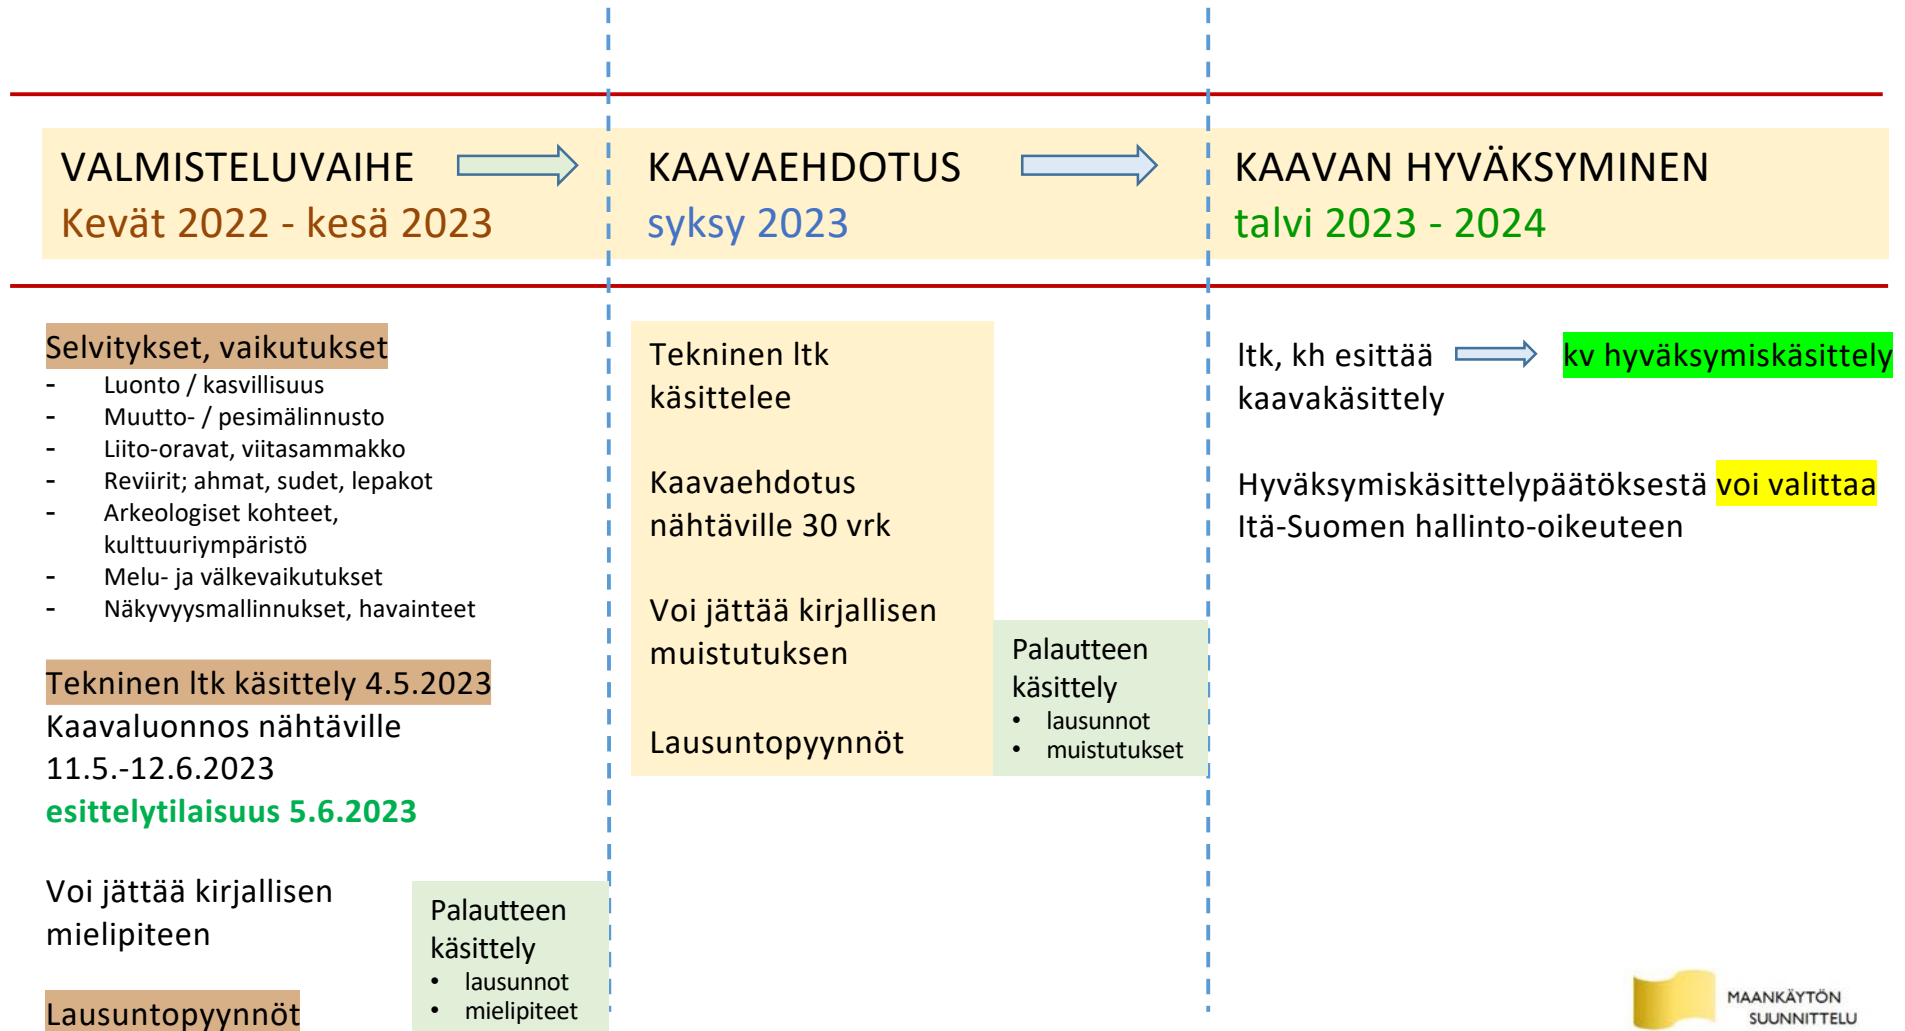 VALMISTELUVAIHE
Kevät 2022 - kesä 2023
KAAVAEHDOTUS
syksy 2023
KAAVAN HYVÄKSYMINEN
talvi 2023 - 2024
Selvitykset, vaikutukset
- Luonto / kasvillisuus
- Muutto- / pesimälinnusto
- Liito-oravat, viitasammakko
- Reviirit; ahmat, sudet, lepakot
- Arkeologiset kohteet,
kulttuuriympäristö
- Melu- ja välkevaikutukset
- Näkyvyysmallinnukset, havainteet
Tekninen ltk käsittely 4.5.2023
Kaavaluonnos nähtäville
11.5.-12.6.2023
esittelytilaisuus 5.6.2023
Voi jättää kirjallisen
mielipiteen
Lausuntopyynnöt
Palautteen
käsittely
• lausunnot
• mielipiteet
Tekninen ltk
käsittelee
Kaavaehdotus
nähtäville 30 vrk
Voi jättää kirjallisen
muistutuksen
Lausuntopyynnöt
Palautteen
käsittely
• lausunnot
• muistutukset
ltk, kh esittää
kaavakäsittely
kv hyväksymiskäsittely
Hyväksymiskäsittelypäätöksestä voi valittaa
Itä-Suomen hallinto-oikeuteen
MAANKÄYTÖN
SUUNNITTELU